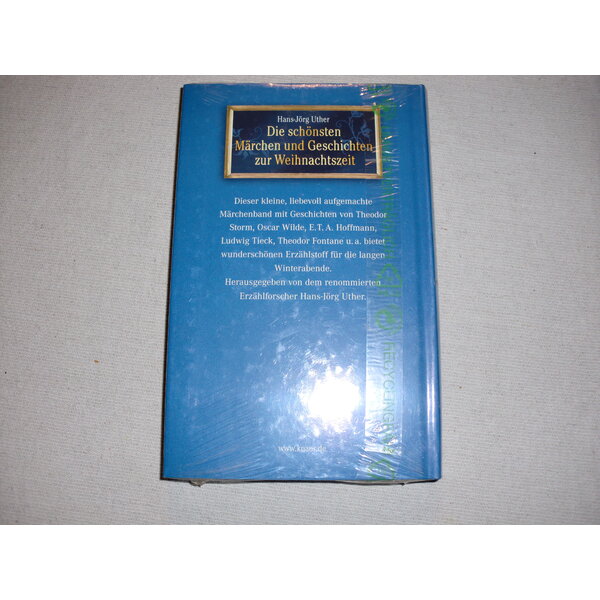 Hans-Jörg Uther
Die schönsten
Märchen und Geschichten
zur Weihnachtszeit
Dieser kleine, liebevoll aufgemachte
Märchenband mit Geschichten von Theodor
Storm, Oscar Wilde, E.T. A. Hoffmann,
Ludwig Tieck, Theodor Fontane u. a. bietet
wunderschönen Erzählstoff für die langen
Winterabende.
Herausgegeben von dem renommierten
Erzählforscher Hans-Jörg Uther.
RECYCLING